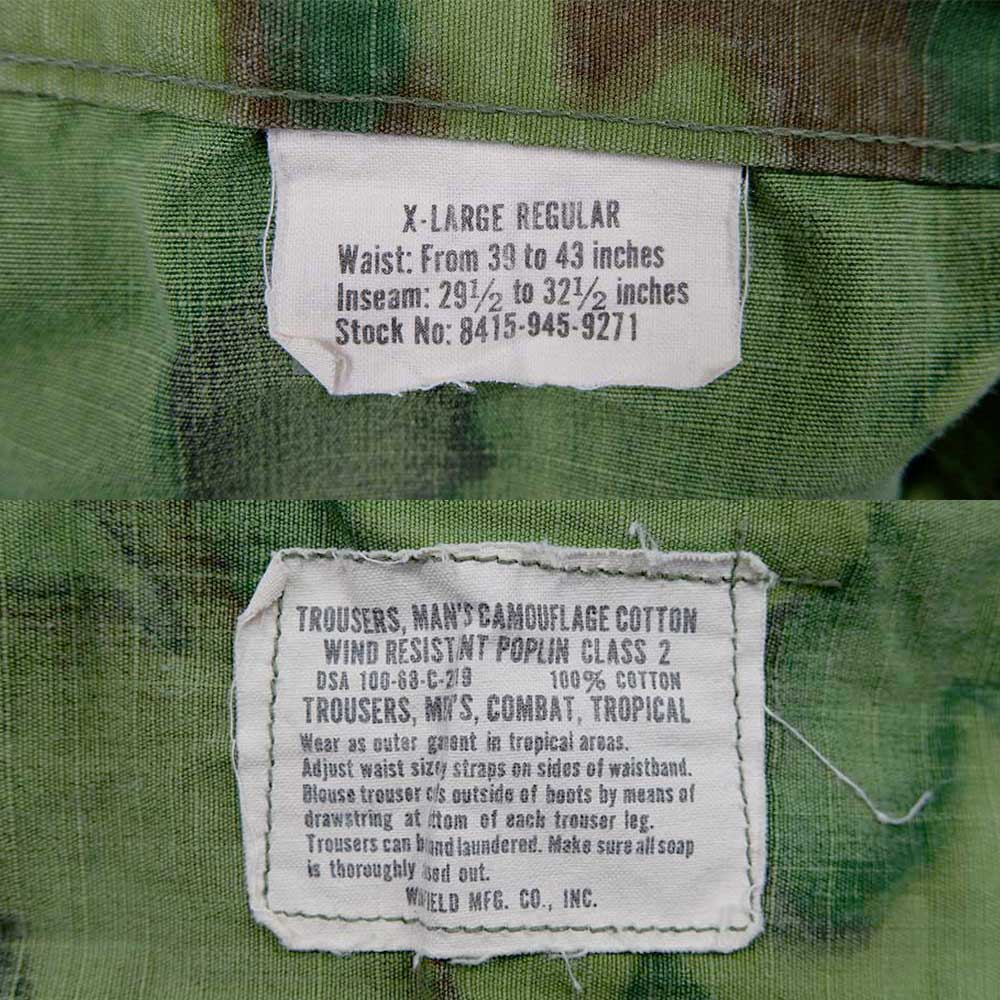 X-LARGE REGULAR
Waist: From 39 to 43 inches
Inseam: 29½ to 32½ inches
Stock No: 8415-945-9271
TROUSERS, MAN'S CAMOUFLAGE COTTON
WIND RESISTANT POPLIN CLASS 2
DSA 100-68-C- 100% COTTON
TROUSERS, MEN'S, COMBAT, TROPICAL
Wear as outer garment in tropical areas.
Adjust waist size by straps on sides of waistband.
Blouse trouser outside of boots by means of
drawstring at bottom of each trouser leg.
Trousers can be laundered. Make sure all soap
is thoroughly out.
MFG. CO., INC.